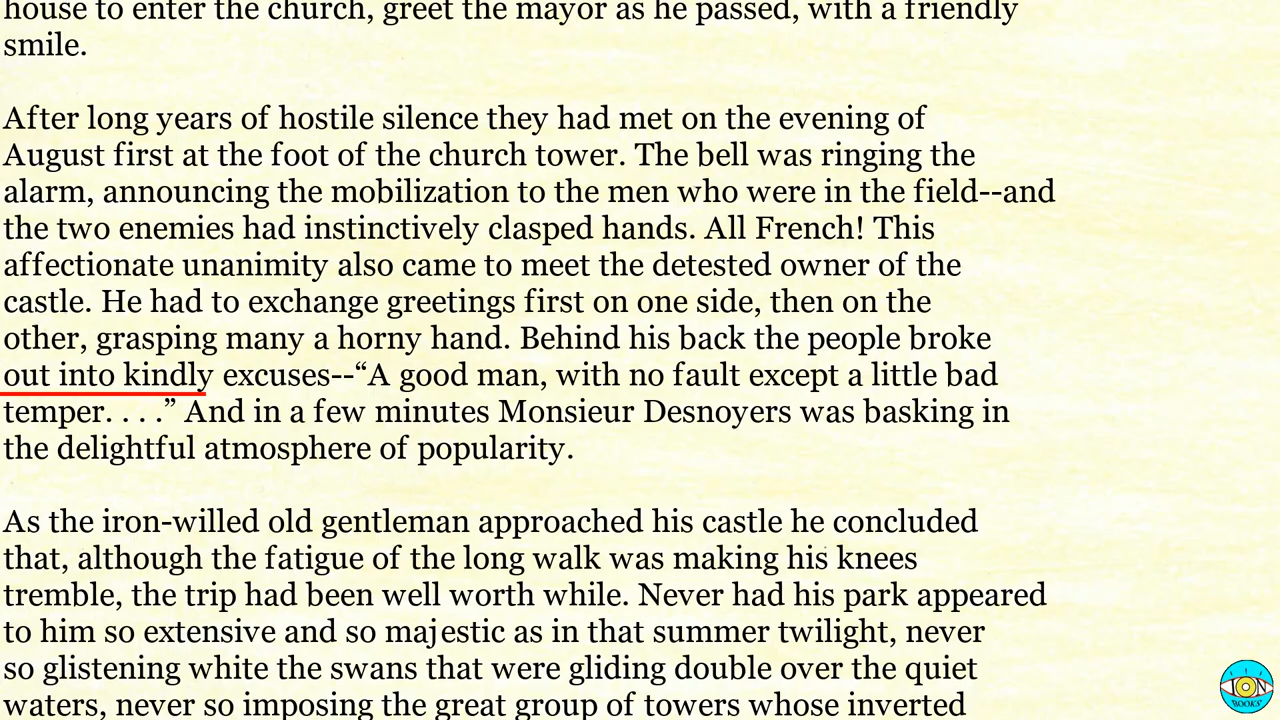 house to enter the church, greet the mayor as he passed, with a friendly
smile.
After long years of hostile silence they had met on the evening of
August first at the foot of the church tower. The bell was ringing the
alarm, announcing the mobilization to the men who were in the field--and
the two enemies had instinctively clasped hands. All French! This
affectionate unanimity also came to meet the detested owner of the
castle. He had to exchange greetings first on one side, then on the
other, grasping many a horny hand. Behind his back the people broke
out into kindly excuses--“A good man, with no fault except a little bad
temper. . . .” And in a few minutes Monsieur Desnoyers was basking in
the delightful atmosphere of popularity.
As the iron-willed old gentleman approached his castle he concluded
that, although the fatigue of the long walk was making his knees
tremble, the trip had been well worth while. Never had his park appeared
to him so extensive and so majestic as in that summer twilight, never
so glistening white the swans that were gliding double over the quiet
waters, never so imposing the great group of towers whose inverted
ION
BOOKS